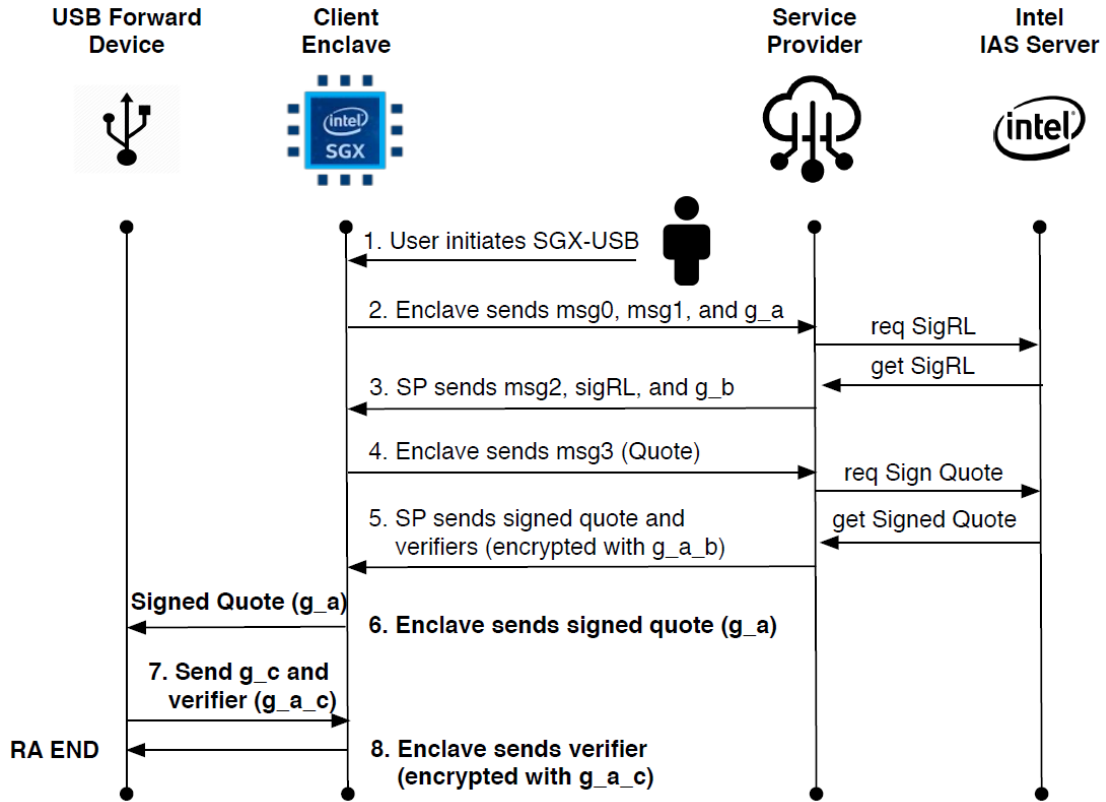 USB Forward
Device
Client
Enclave
Service
Provider
Intel
IAS Server
intel
SGX
intel
1. User initiates SGX-USB
2. Enclave sends msg0, msg1, and g_a
req SigRL
get SigRL
3. SP sends msg2, sigRL, and g_b
4. Enclave sends msg3 (Quote)
req Sign Quote
5. SP sends signed quote and
verifiers (encrypted with g_a_b)
get Signed Quote
Signed Quote (g_a)
6. Enclave sends signed quote (g_a)
7. Send g_c and
verifier (g_a_c)
RA END
8. Enclave sends verifier
(encrypted with g_a_c)